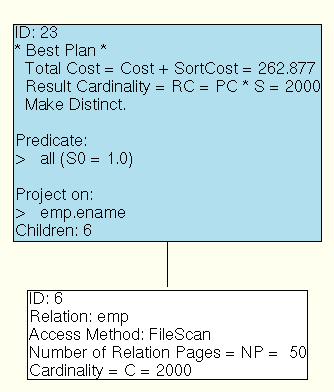 ID: 23
* Best Plan *
Total Cost = Cost + SortCost = 262.877
Result Cardinality = RC = PC * S = 2000
Make Distinct.
Predicate:
> all (S0 = 1.0)
Project on:
> emp.ename
Children: 6
ID: 6
Relation: emp
Access Method: FileScan
Number of Relation Pages = NP = 50
Cardinality = C = 2000